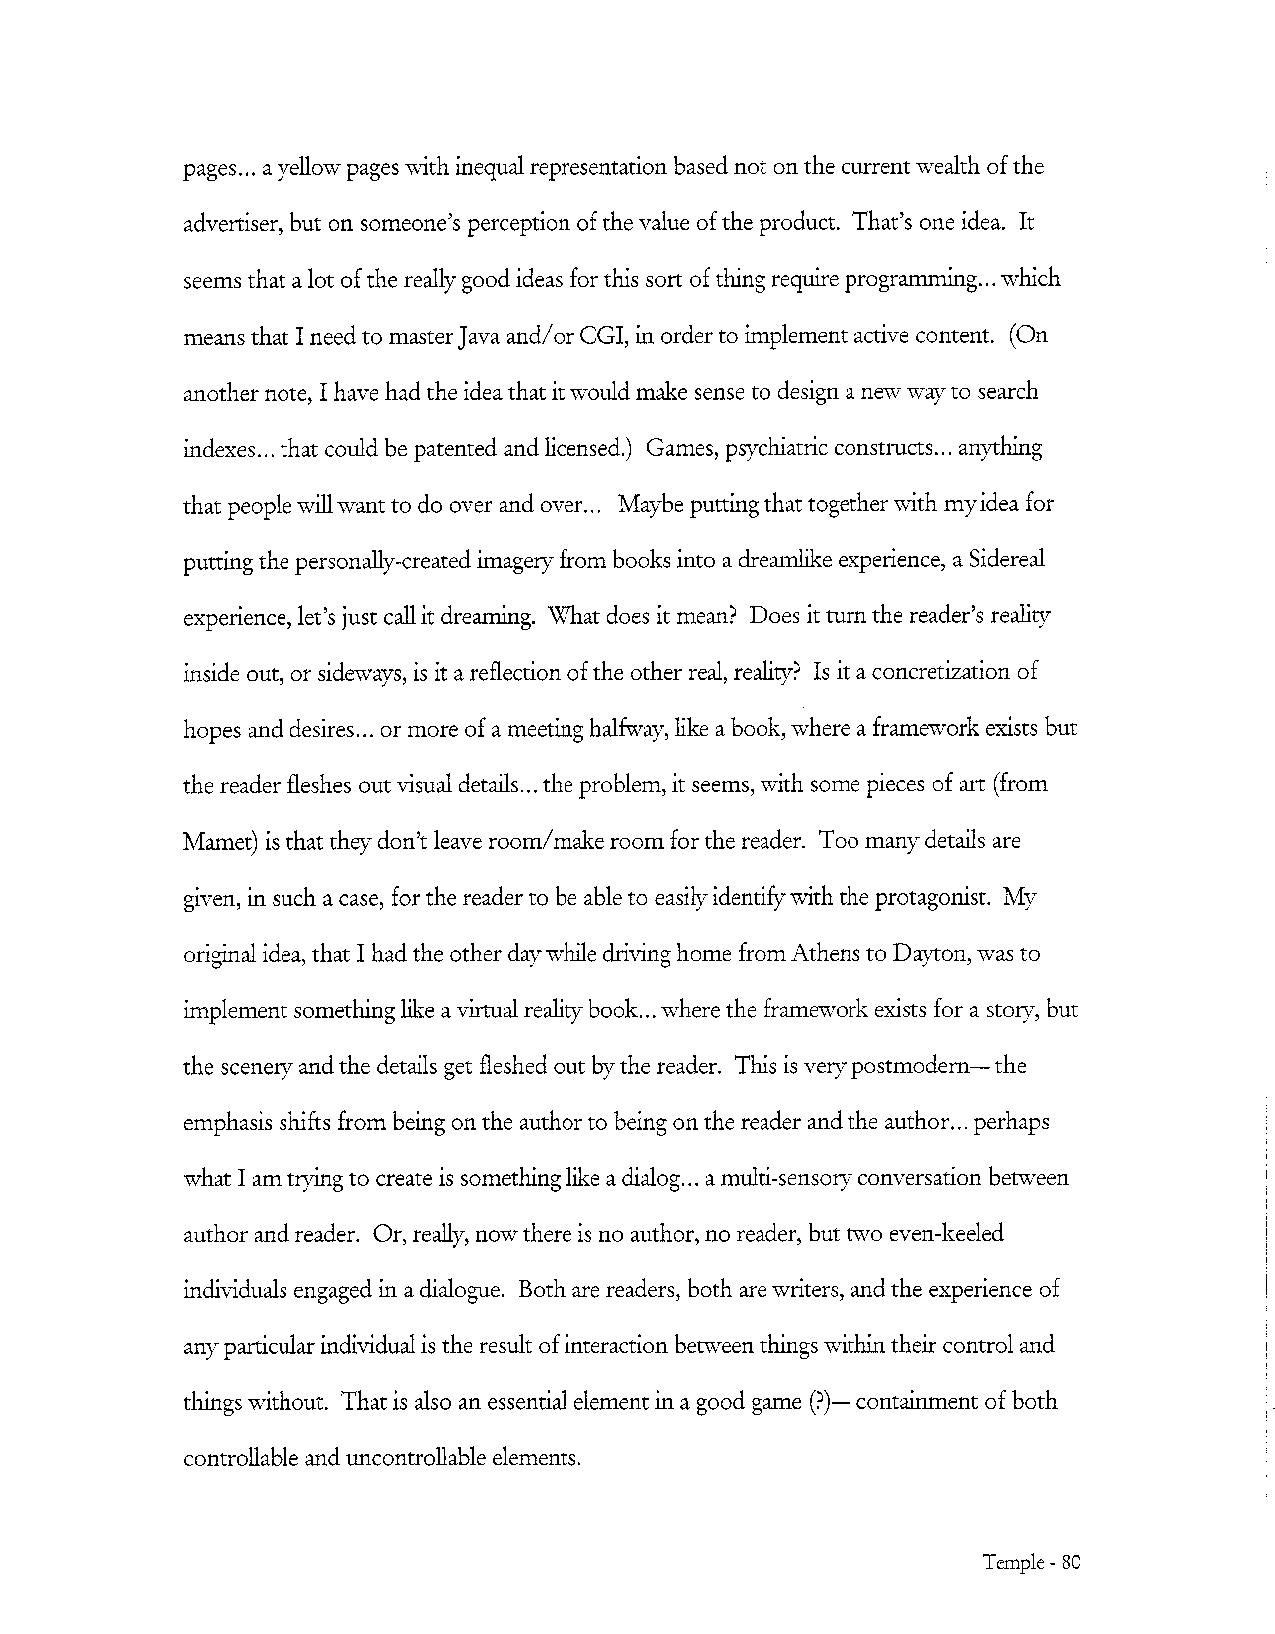 pages... a yellow pages with inequal representation based not on the current wealth of the
advertiser, but on someone's perception of the value of the product. That's one idea. It
seems that a lot of the really good ideas for this sort of thing require programming... which
means that I need to master Java and/or CGI, in order to implement active content. (On
another note, I have had the idea that it would make sense to design a new way to search
indexes... that could be patented and licensed.) Games, psychiatric constructs... anything
that people will want to do over and over... Maybe putting that together with my idea for
putting the personally-created imagery from books into a dreamlike experience, a Sidereal
experience, let's just call it dreaming. What does it mean? Does it turn the reader's reality
inside out, or sideways, is it a reflection of the other real, reality? Is it a concretization of
hopes and desires... or more of a meeting halfway, like a book, where a framework exists but
the reader fleshes out visual details... the problem, it seems, with some pieces of art (from
Mamet) is that they don't leave room/make room for the reader. Too many details are
given, in such a case, for the reader to be able to easily identify with the protagonist. My
original idea, that I had the other day while driving home from Athens to Dayton, was to
implement something like a virtual reality book... where the framework exists for a story, but
the scenery and the details get fleshed out by the reader. This is very postmodern—the
emphasis shifts from being on the author to being on the reader and the author... perhaps
what I am trying to create is something like a dialog... a multi-sensory conversation between
author and reader. Or, really, now there is no author, no reader, but two even-keeled
individuals engaged in a dialogue. Both are readers, both are writers, and the experience of
any particular individual is the result of interaction between things within their control and
things without. That is also an essential element in a good game (?)—containment of both
controllable and uncontrollable elements.
Temple - 80